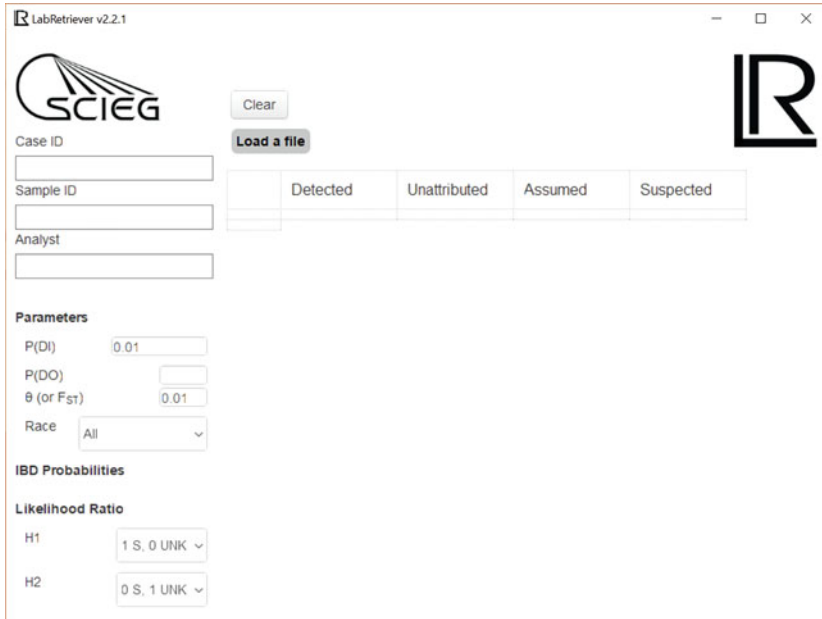 LR LabRetriever v2.2.1
SCIEG
LR
Clear
Case ID
Load a file
Detected Unattributed Assumed Suspected
Sample ID
Analyst
Parameters
P(DI) 0.01
P(DO)
θ (or FST) 0.01
Race All
IBD Probabilities
Likelihood Ratio
H1 1 S, 0 UNK
H2 0 S, 1 UNK